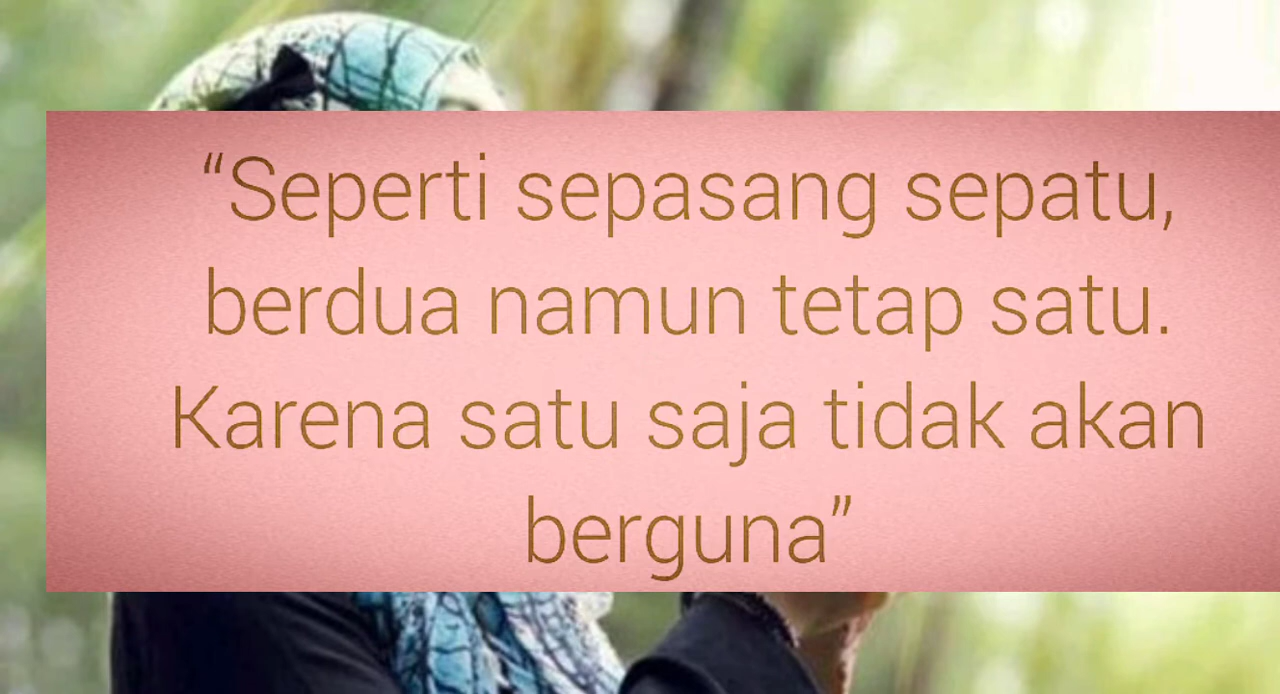 “Seperti sepasang sepatu,
berdua namun tetap satu.
Karena satu saja tidak akan
berguna”